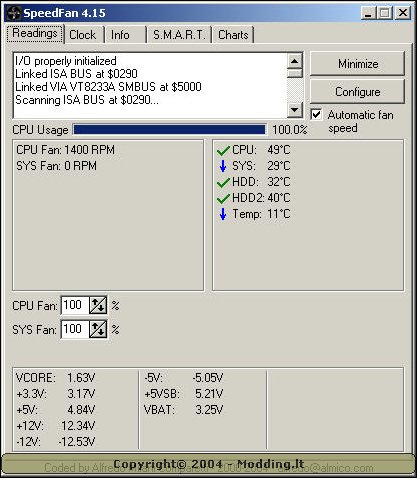 SpeedFan 4.15
Readings Clock Info S.M.A.R.T. Charts
I/O properly initialized
Linked ISA BUS at $0290
Linked VIA VT8233A SMBUS at $5000
Scanning ISA BUS at $0290...
Minimize
Configure
Automatic fan
speed
CPU Usage 100.0%
CPU Fan: 1400 RPM
SYS Fan: 0 RPM
CPU: 49°C
SYS: 29°C
HDD: 32°C
HDD2: 40°C
Temp: 11°C
CPU Fan: 100 %
SYS Fan: 100 %
VCORE: 1.63V
+3.3V: 3.17V
+5V: 4.84V
+12V: 12.34V
-12V: -12.53V
-5V: -5.05V
+5VSB: 5.21V
VBAT: 3.25V
Coded by Alfredo 2000-2004 - alfredo@almico.com
Copyright© 2004 - Modding.lt